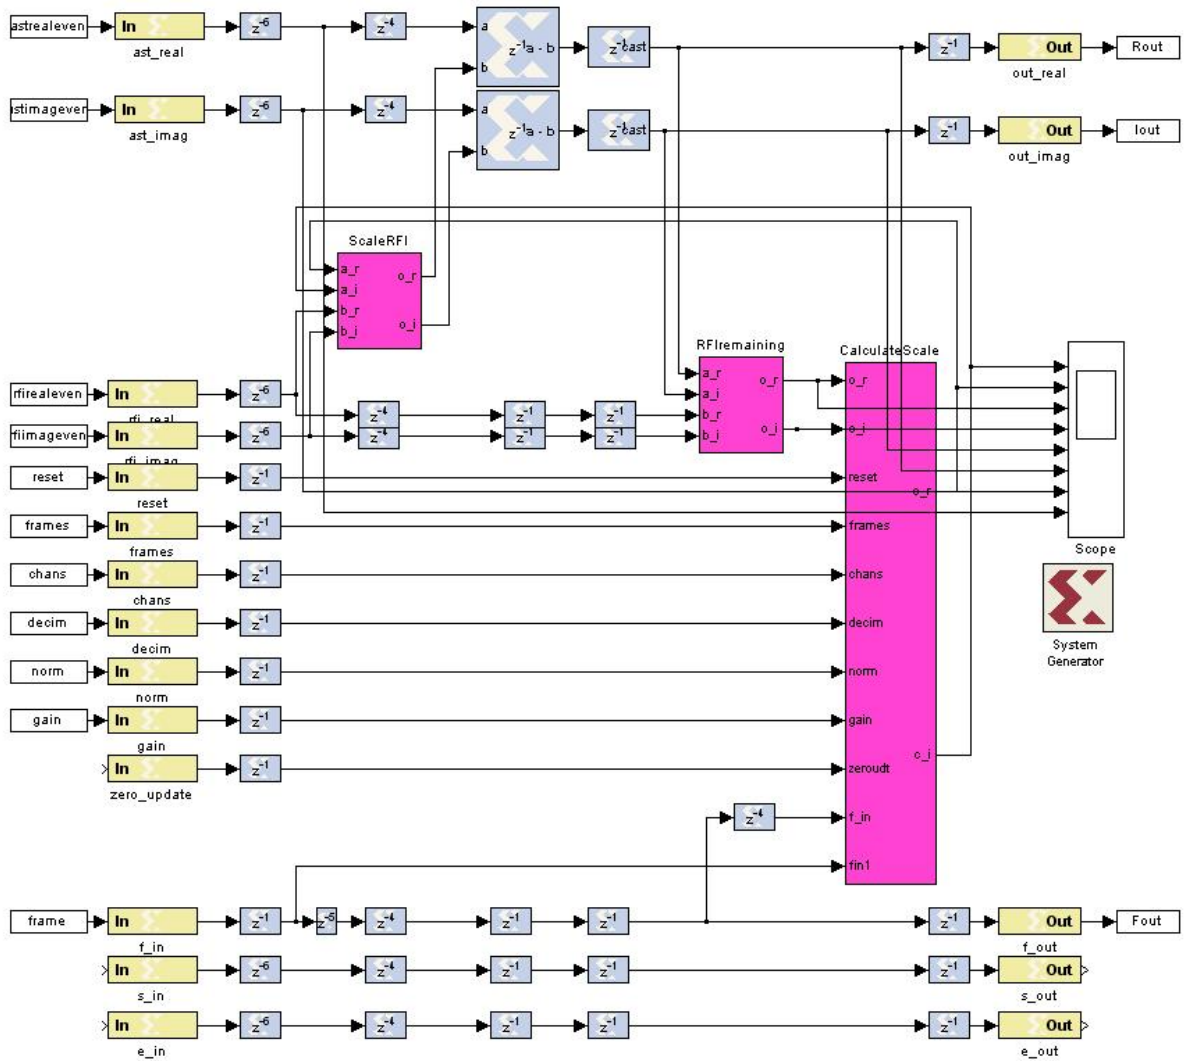 astrealeven
In
ast_real
z⁻⁶
z⁻⁴
a
b
z⁻¹a - b
z⁻¹cast
z⁻¹
Out
out_real
Rout
stimageven
In
ast_imag
z⁻⁶
z⁻⁴
a
b
z⁻¹a - b
z⁻¹cast
z⁻¹
Out
out_imag
Iout
ScaleRFI
a_r
a_i
b_r
b_i
o_r
o_i
RFIremaining
a_r
a_i
b_r
b_i
o_r
o_i
CalculateScale
o_r
o_i
reset
frames
chans
decim
norm
gain
zeroudt
f_in
fin1
o_r
o_i
rfirealeven
In
rfi_real
z⁻⁶
z⁻⁴
z⁻¹
z⁻¹
rfiimageven
In
rfi_imag
z⁻⁶
z⁻⁴
z⁻¹
z⁻¹
reset
In
reset
z⁻¹
frames
In
frames
z⁻¹
chans
In
chans
z⁻¹
decim
In
decim
z⁻¹
norm
In
norm
z⁻¹
gain
In
gain
z⁻¹
In
zero_update
z⁻¹
z⁻⁴
Scope
System
Generator
frame
In
f_in
z⁻¹
z⁻⁵
z⁻⁴
z⁻¹
z⁻¹
z⁻¹
Out
f_out
Fout
In
s_in
z⁻⁶
z⁻⁴
z⁻¹
z⁻¹
z⁻¹
Out
s_out
In
e_in
z⁻⁶
z⁻⁴
z⁻¹
z⁻¹
z⁻¹
Out
e_out